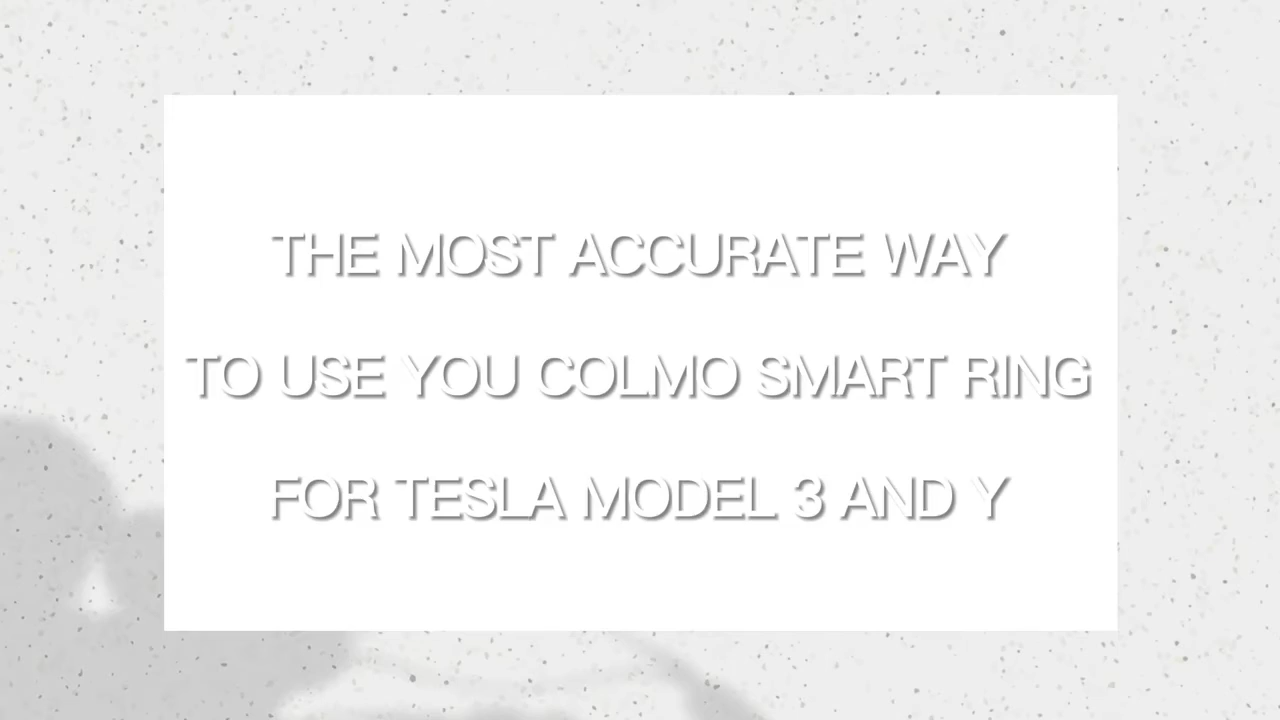 THE MOST ACCURATE WAY
TO USE YOU COLMO SMART RING
FOR TESLA MODEL 3 AND Y